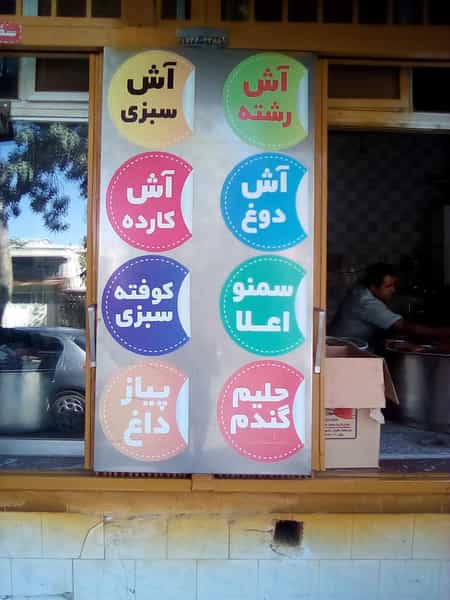 آش
رشته
آش
سبزی
آش
دوغ
آش
کارده
سمنو
اعلا
کوفته
سبزی
حلیم
گندم
پیاز
داغ